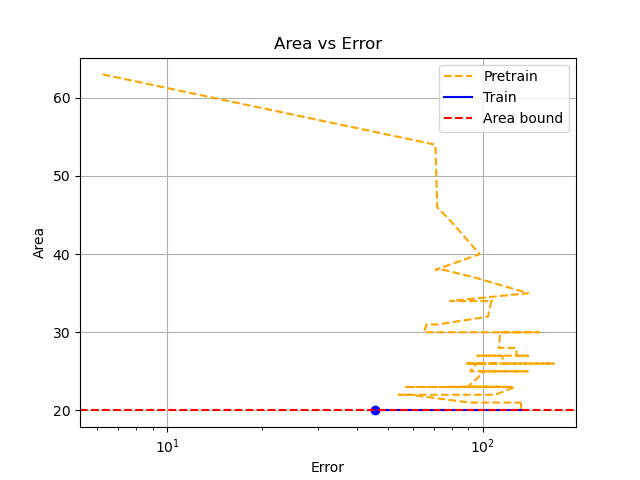 Area vs Error
Pretrain
Train
Area bound
60
50
40
30
20
Area
10¹
10²
Error